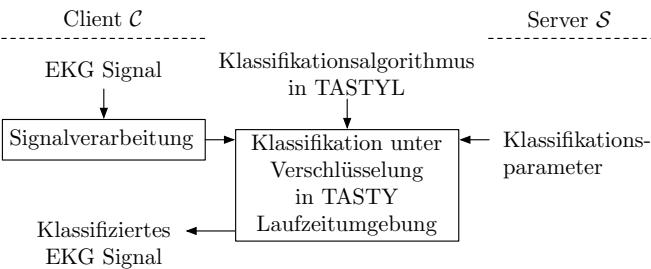 Client C
Server S
EKG Signal
Klassifikationsalgorithmus
in TASTYL
Signalverarbeitung
Klassifikation unter
Verschlüsselung
in TASTY
Laufzeitumgebung
Klassifikations-
parameter
Klassifiziertes
EKG Signal